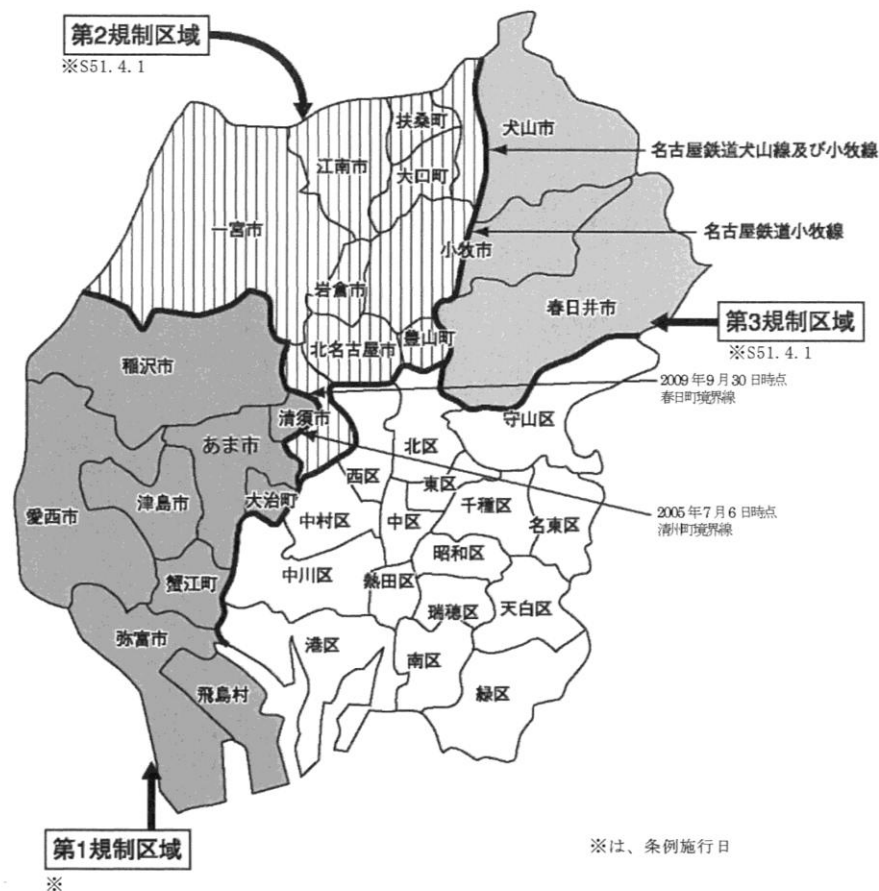 第2規制区域
※S51.4.1
犬山市
扶桑町
名古屋鉄道犬山線及び小牧線
江南市
大口町
一宮市
名古屋鉄道小牧線
小牧市
岩倉市
春日井市
第3規制区域
※S51.4.1
豊山町
北名古屋市
稲沢市
2009年9月30日時点
春日町境界線
清須市
守山区
あま市
北区
西区
東区
大治町
千種区
津島市
愛西市
中村区
中区
名東区
2005年7月6日時点
清州町境界線
昭和区
中川区
熱田区
蟹江町
瑞穂区
天白区
弥富市
港区
南区
飛島村
緑区
第1規制区域
※
※は、条例施行日